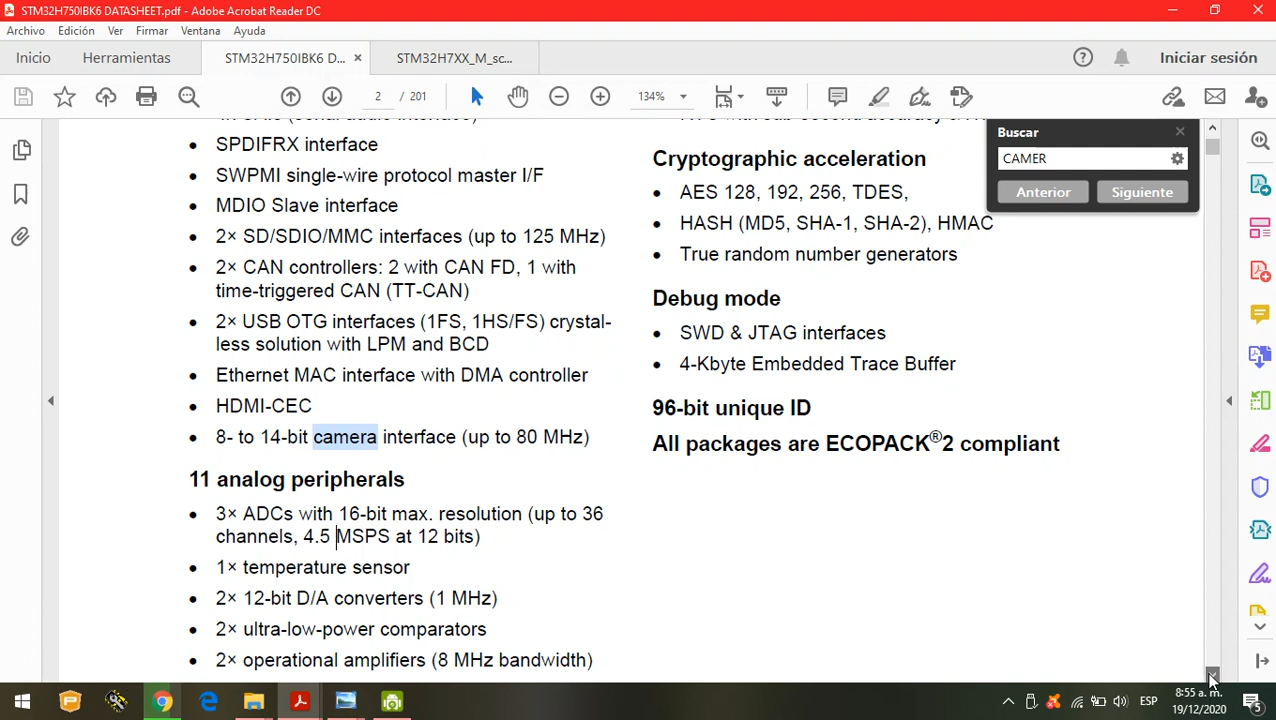 STM32H750IBK6 DATASHEET.pdf - Adobe Acrobat Reader DC
Archivo Edición Ver Firmar Ventana Ayuda
Inicio Herramientas STM32H750IBK6 D... × STM32H7XX_M_sc... Iniciar sesión
2 / 201 134%
Buscar
CAMER
Anterior Siguiente
• SPDIFRX interface
• SWPMI single-wire protocol master I/F
• MDIO Slave interface
• 2× SD/SDIO/MMC interfaces (up to 125 MHz)
• 2× CAN controllers: 2 with CAN FD, 1 with
time-triggered CAN (TT-CAN)
• 2× USB OTG interfaces (1FS, 1HS/FS) crystal-
less solution with LPM and BCD
• Ethernet MAC interface with DMA controller
• HDMI-CEC
• 8- to 14-bit camera interface (up to 80 MHz)
11 analog peripherals
• 3× ADCs with 16-bit max. resolution (up to 36
channels, 4.5 MSPS at 12 bits)
• 1× temperature sensor
• 2× 12-bit D/A converters (1 MHz)
• 2× ultra-low-power comparators
• 2× operational amplifiers (8 MHz bandwidth)
Cryptographic acceleration
• AES 128, 192, 256, TDES,
• HASH (MD5, SHA-1, SHA-2), HMAC
• True random number generators
Debug mode
• SWD & JTAG interfaces
• 4-Kbyte Embedded Trace Buffer
96-bit unique ID
All packages are ECOPACK®2 compliant
ESP
8:55 a. m.
19/12/2020
5